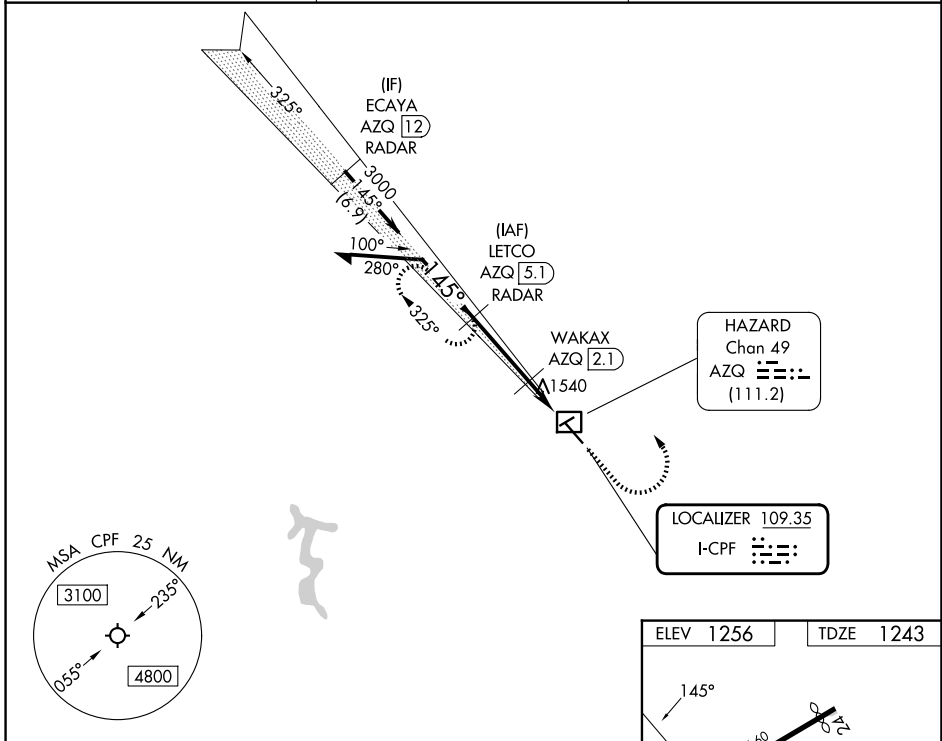 325°
(IF)
ECAYA
AZQ 12
RADAR
3000
145°
(6.9)
100°
280°
145°
325°
(IAF)
LETCO
AZQ 5.1
RADAR
WAKAX
AZQ 2.1
1540
HAZARD
Chan 49
AZQ
(111.2)
LOCALIZER 109.35
I-CPF
MSA CPF 25 NM
3100
235°
055°
4800
ELEV 1256
TDZE 1243
145°
24